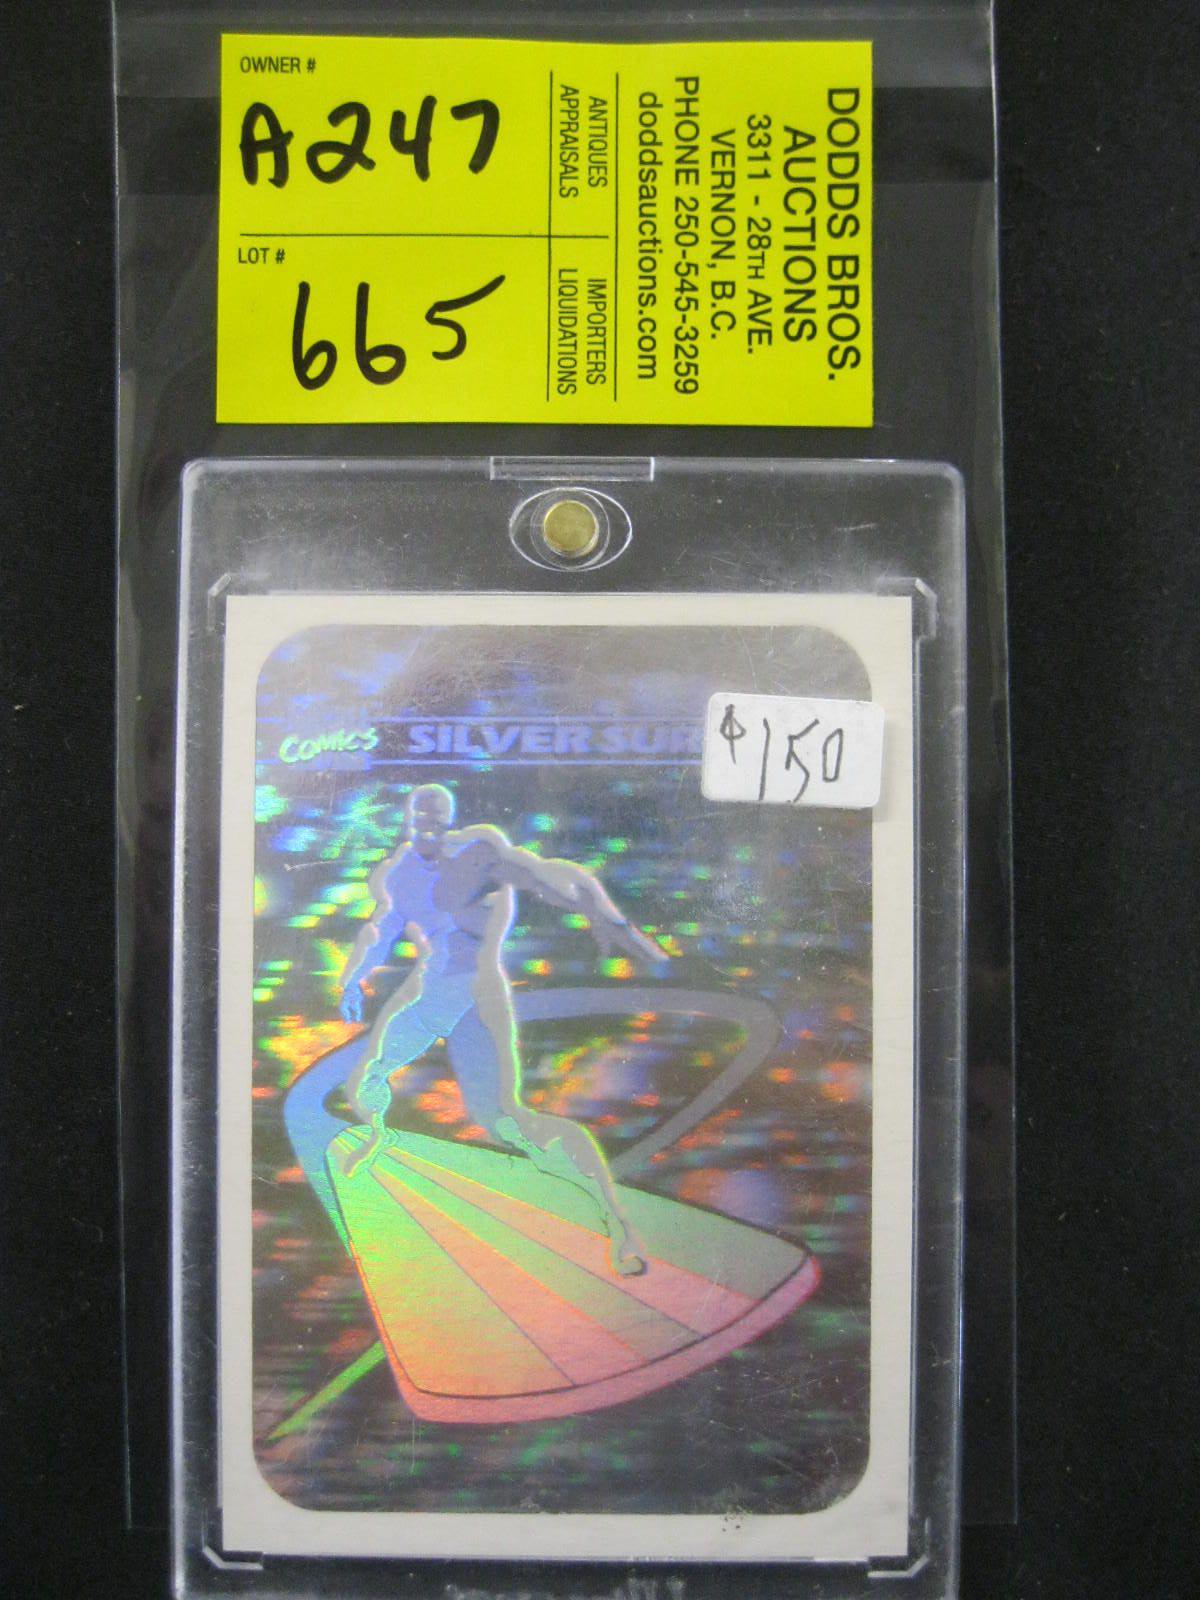 OWNER #
A247
LOT #
665
ANTIQUES
APPRAISALS
IMPORTERS
LIQUIDATIONS
DODDS BROS.
AUCTIONS
3311 - 28TH AVE.
VERNON, B.C.
PHONE 250-545-3259
doddsauctions.com
COMICS SILVER SUR
$150